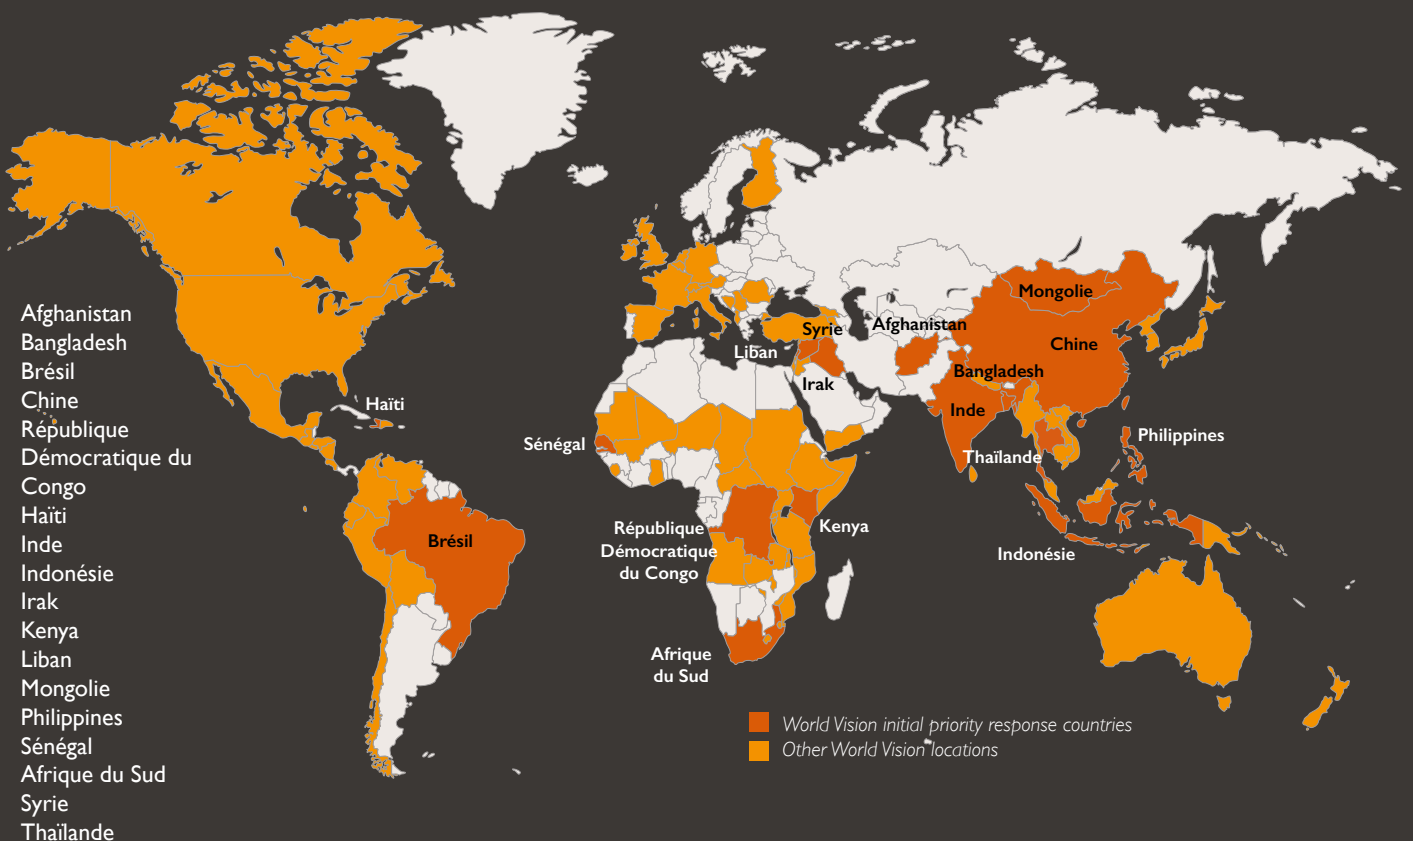 Afghanistan
Bangladesh
Brésil
Chine
République
Démocratique du
Congo
Haïti
Inde
Indonésie
Irak
Kenya
Liban
Mongolie
Philippines
Sénégal
Afrique du Sud
Syrie
Thaïlande
Haïti
Brésil
Sénégal
République
Démocratique
du Congo
Afrique
du Sud
Kenya
Liban
Syrie
Irak
Afghanistan
Mongolie
Chine
Bangladesh
Inde
Thaïlande
Philippines
Indonésie
World Vision initial priority response countries
Other World Vision locations